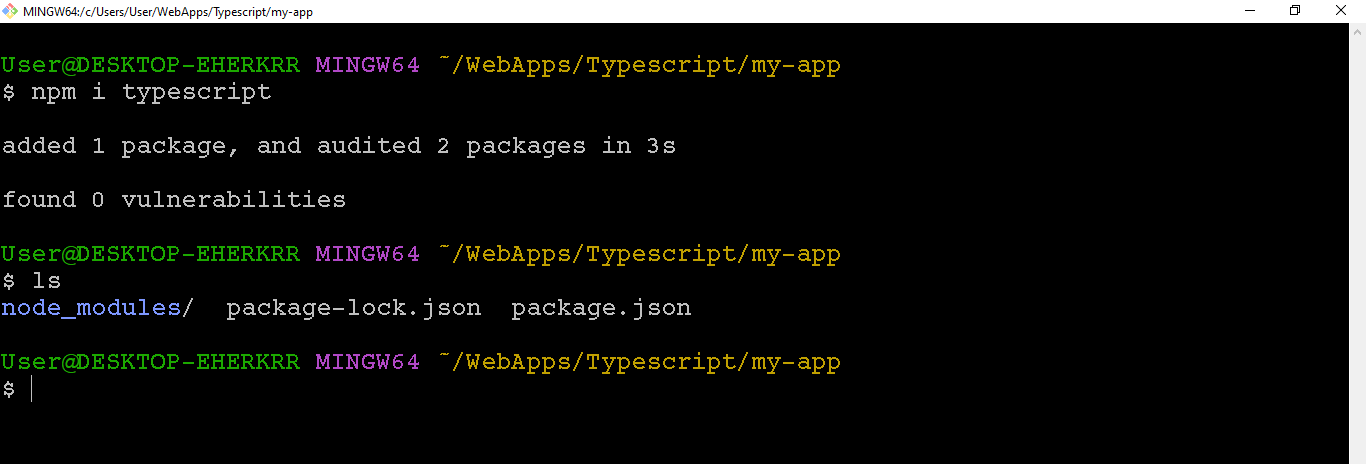 MINGW64:/c/Users/User/WebApps/Typescript/my-app
User@DESKTOP-EHERKRR MINGW64 ~/WebApps/Typescript/my-app
$ npm i typescript
added 1 package, and audited 2 packages in 3s
found 0 vulnerabilities
User@DESKTOP-EHERKRR MINGW64 ~/WebApps/Typescript/my-app
$ ls
node_modules/  package-lock.json  package.json
User@DESKTOP-EHERKRR MINGW64 ~/WebApps/Typescript/my-app
$